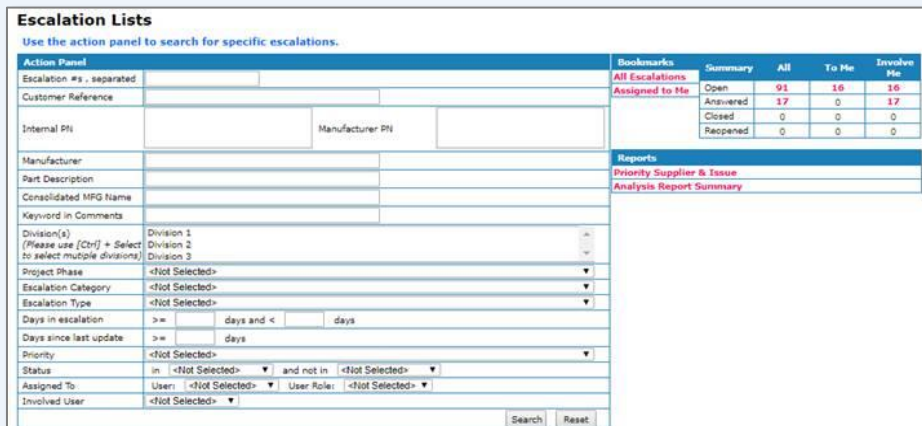 Escalation Lists
Use the action panel to search for specific escalations.
Action Panel
Escalation #s , separated
Customer Reference
Internal PN Manufacturer PN
Manufacturer
Part Description
Consolidated MFG Name
Keyword in Comments
Division(s)
(Please use [Ctrl] + Select
to select mutiple divisions)
Division 1
Division 2
Division 3
Project Phase <Not Selected>
Escalation Category <Not Selected>
Escalation Type <Not Selected>
Days in escalation >= days and < days
Days since last update >= days
Priority <Not Selected>
Status in <Not Selected> and not in <Not Selected>
Assigned To User: <Not Selected> User Role: <Not Selected>
Involved User <Not Selected>
Search Reset
Bookmarks
All Escalations
Assigned to Me
Summary All To Me Involve
Me
Open 91 16 16
Answered 17 0 17
Closed 0 0 0
Reopened 0 0 0
Reports
Priority Supplier & Issue
Analysis Report Summary